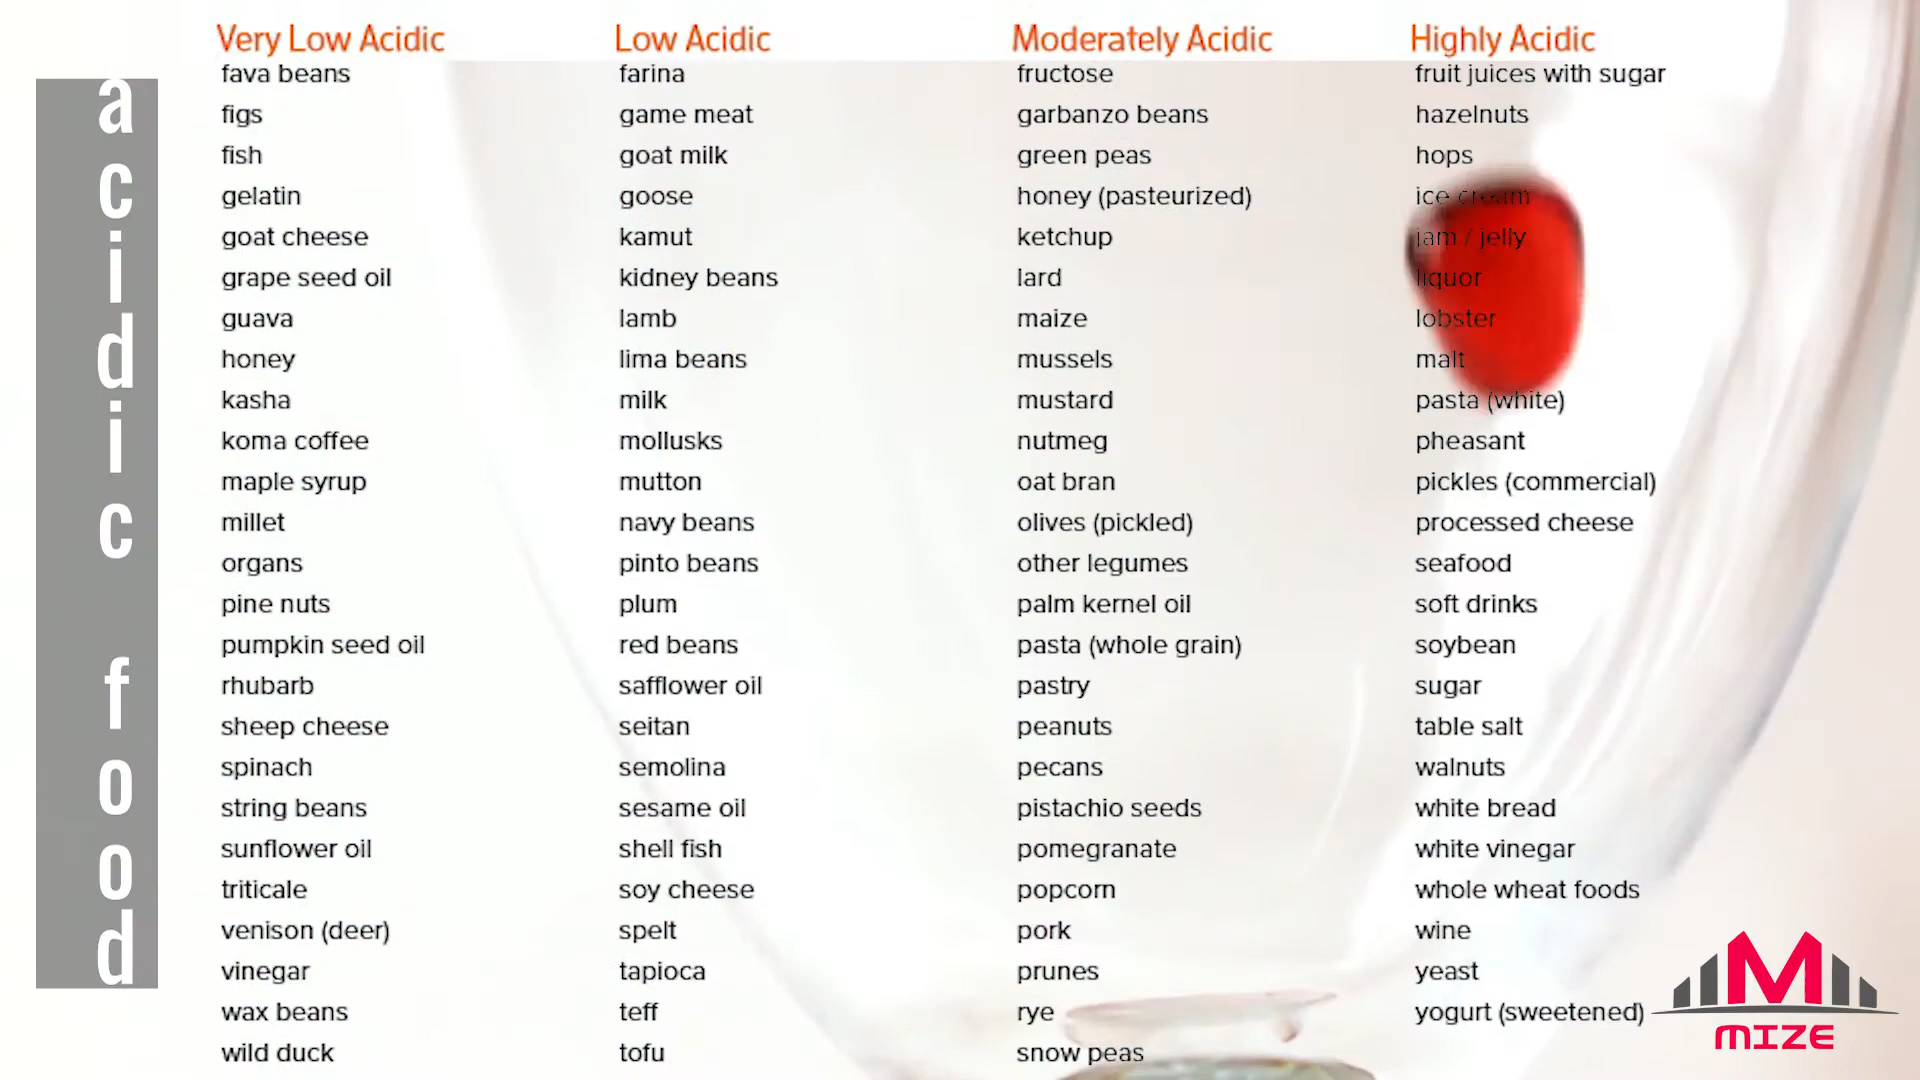 acidic food
Very Low Acidic
fava beans
figs
fish
gelatin
goat cheese
grape seed oil
guava
honey
kasha
koma coffee
maple syrup
millet
organs
pine nuts
pumpkin seed oil
rhubarb
sheep cheese
spinach
string beans
sunflower oil
triticale
venison (deer)
vinegar
wax beans
wild duck
Low Acidic
farina
game meat
goat milk
goose
kamut
kidney beans
lamb
lima beans
milk
mollusks
mutton
navy beans
pinto beans
plum
red beans
safflower oil
seitan
semolina
sesame oil
shell fish
soy cheese
spelt
tapioca
teff
tofu
Moderately Acidic
fructose
garbanzo beans
green peas
honey (pasteurized)
ketchup
lard
maize
mussels
mustard
nutmeg
oat bran
olives (pickled)
other legumes
palm kernel oil
pasta (whole grain)
pastry
peanuts
pecans
pistachio seeds
pomegranate
popcorn
pork
prunes
rye
snow peas
Highly Acidic
fruit juices with sugar
hazelnuts
hops
ice cream
jam / jelly
liquor
lobster
malt
pasta (white)
pheasant
pickles (commercial)
processed cheese
seafood
soft drinks
soybean
sugar
table salt
walnuts
white bread
white vinegar
whole wheat foods
wine
yeast
yogurt (sweetened)
M
MIZE